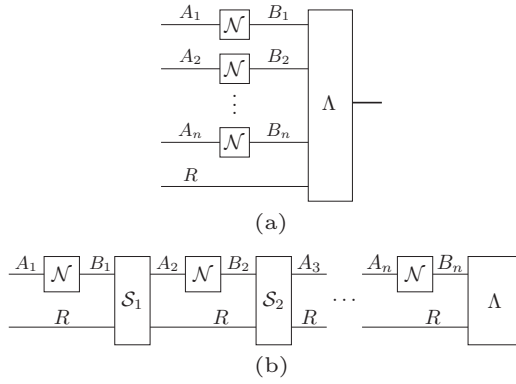 A₁ 𝒩 B₁
A₂ 𝒩 B₂
⋮ Λ
Aₙ 𝒩 Bₙ
R
(a)
A₁ 𝒩 B₁ A₂ 𝒩 B₂ A₃ Aₙ 𝒩 Bₙ
𝒮₁ 𝒮₂ ⋯ Λ
R R R R
(b)